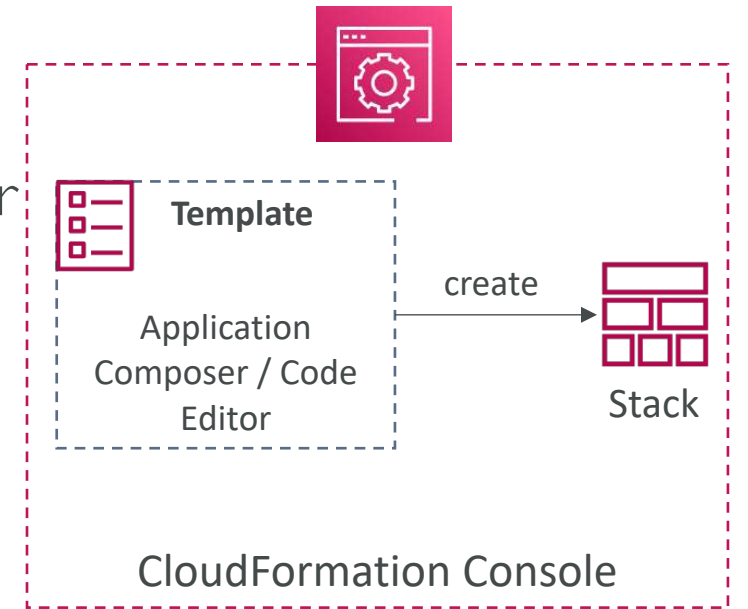 r
Template
Application
Composer / Code
Editor
create
Stack
CloudFormation Console